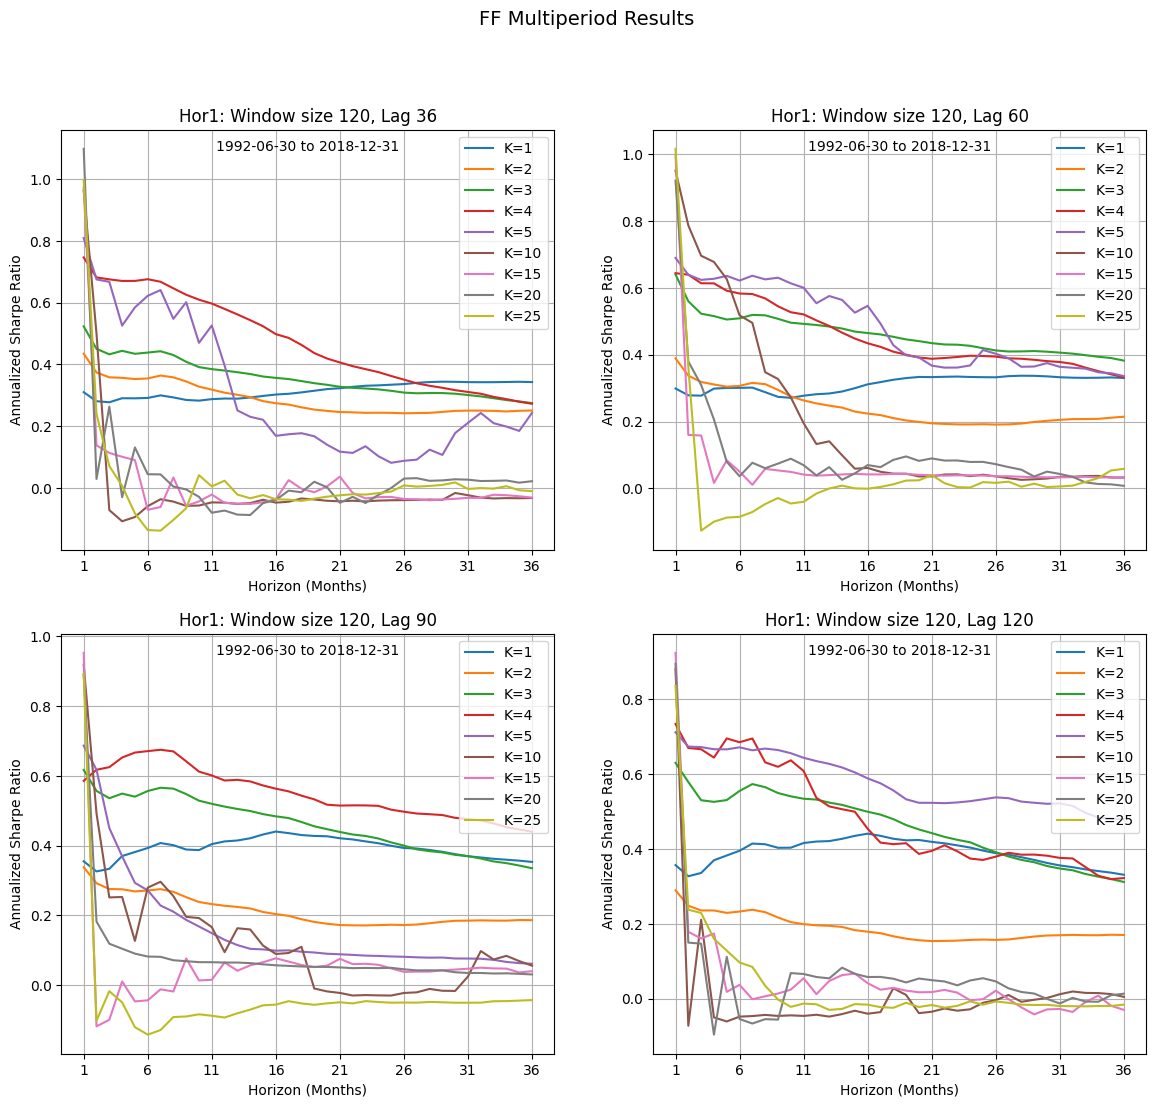 FF Multiperiod Results
Hor1: Window size 120, Lag 36
1992-06-30 to 2018-12-31
K=1
K=2
K=3
K=4
K=5
K=10
K=15
K=20
K=25
Annualized Sharpe Ratio
1.0
0.8
0.6
0.4
0.2
0.0
1 6 11 16 21 26 31 36
Horizon (Months)
Hor1: Window size 120, Lag 60
1992-06-30 to 2018-12-31
K=1
K=2
K=3
K=4
K=5
K=10
K=15
K=20
K=25
Annualized Sharpe Ratio
1.0
0.8
0.6
0.4
0.2
0.0
1 6 11 16 21 26 31 36
Horizon (Months)
Hor1: Window size 120, Lag 90
1992-06-30 to 2018-12-31
K=1
K=2
K=3
K=4
K=5
K=10
K=15
K=20
K=25
Annualized Sharpe Ratio
1.0
0.8
0.6
0.4
0.2
0.0
1 6 11 16 21 26 31 36
Horizon (Months)
Hor1: Window size 120, Lag 120
1992-06-30 to 2018-12-31
K=1
K=2
K=3
K=4
K=5
K=10
K=15
K=20
K=25
Annualized Sharpe Ratio
0.8
0.6
0.4
0.2
0.0
1 6 11 16 21 26 31 36
Horizon (Months)